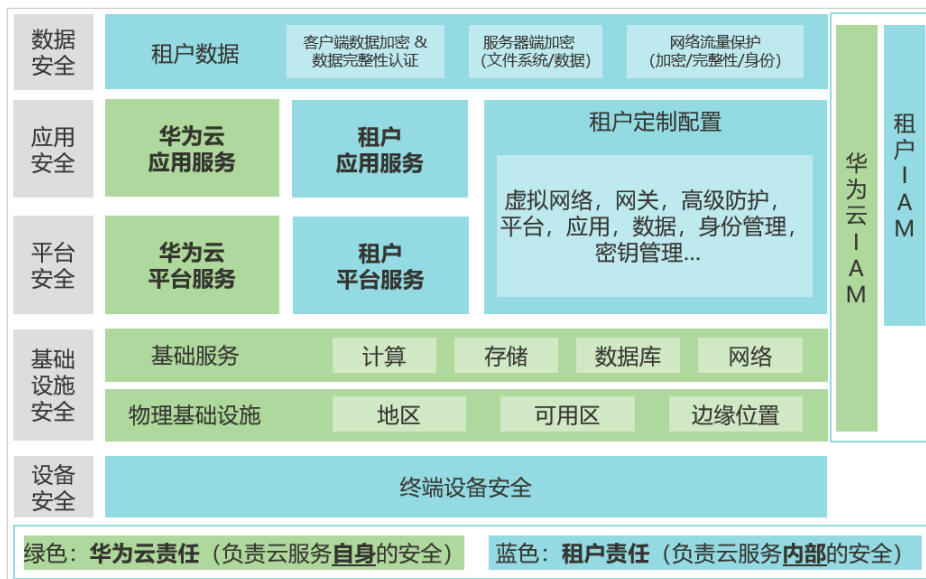 数据
安全
租户数据
客户端数据加密 &
数据完整性认证
服务器端加密
(文件系统/数据)
网络流量保护
(加密/完整性/身份)
应用
安全
华为云
应用服务
租户
应用服务
租户定制配置
虚拟网络，网关，高级防护，
平台，应用，数据，身份管理，
密钥管理...
平台
安全
华为云
平台服务
租户
平台服务
华为云IAM
租户IAM
基础
设施
安全
基础服务
计算
存储
数据库
网络
物理基础设施
地区
可用区
边缘位置
设备
安全
终端设备安全
绿色：华为云责任（负责云服务自身的安全）
蓝色：租户责任（负责云服务内部的安全）